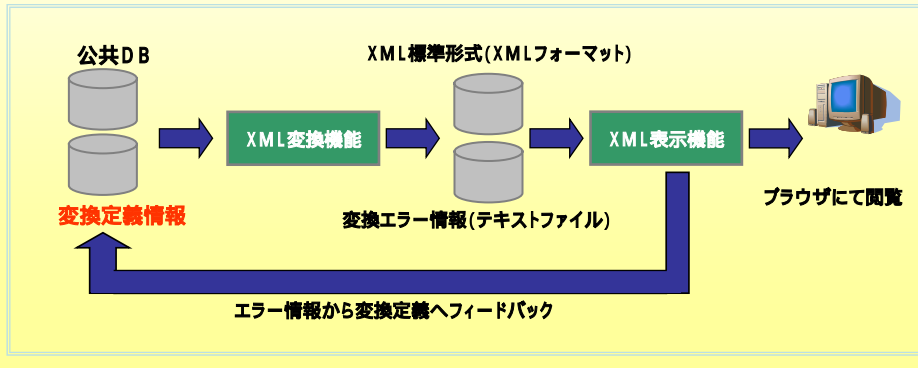 公共DB
XML標準形式(XMLフォーマット)
XML変換機能
XML表示機能
変換定義情報
変換エラー情報(テキストファイル)
ブラウザにて閲覧
エラー情報から変換定義へフィードバック